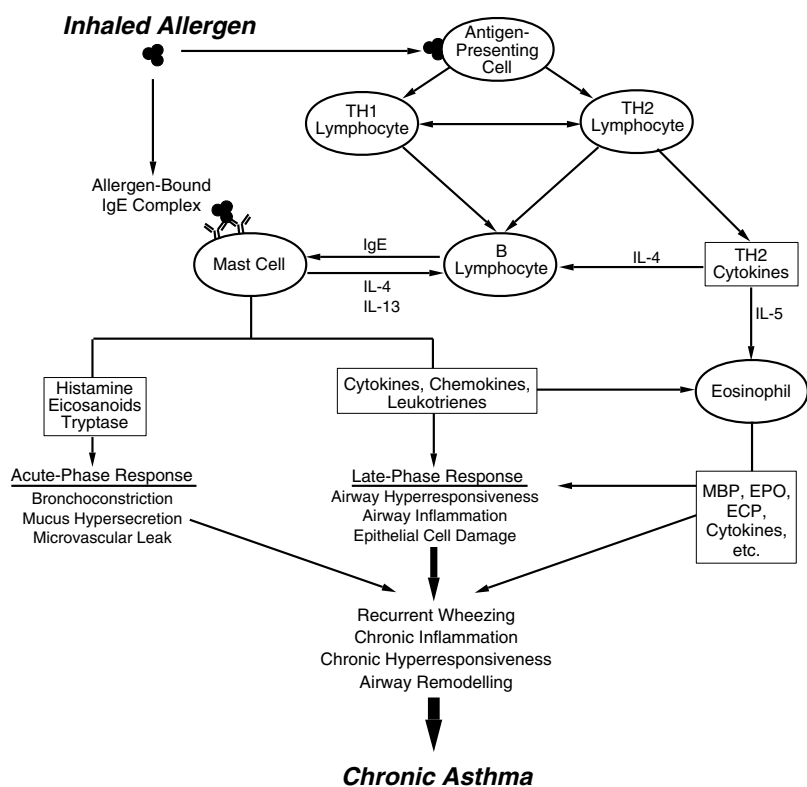 Inhaled Allergen
Antigen-
Presenting
Cell
TH1
Lymphocyte
TH2
Lymphocyte
Allergen-Bound
IgE Complex
Mast Cell
IgE
IL-4
IL-13
B
Lymphocyte
IL-4
TH2
Cytokines
IL-5
Histamine
Eicosanoids
Tryptase
Cytokines, Chemokines,
Leukotrienes
Eosinophil
Acute-Phase Response
Bronchoconstriction
Mucus Hypersecretion
Microvascular Leak
Late-Phase Response
Airway Hyperresponsiveness
Airway Inflammation
Epithelial Cell Damage
MBP, EPO,
ECP,
Cytokines,
etc.
Recurrent Wheezing
Chronic Inflammation
Chronic Hyperresponsiveness
Airway Remodelling
Chronic Asthma